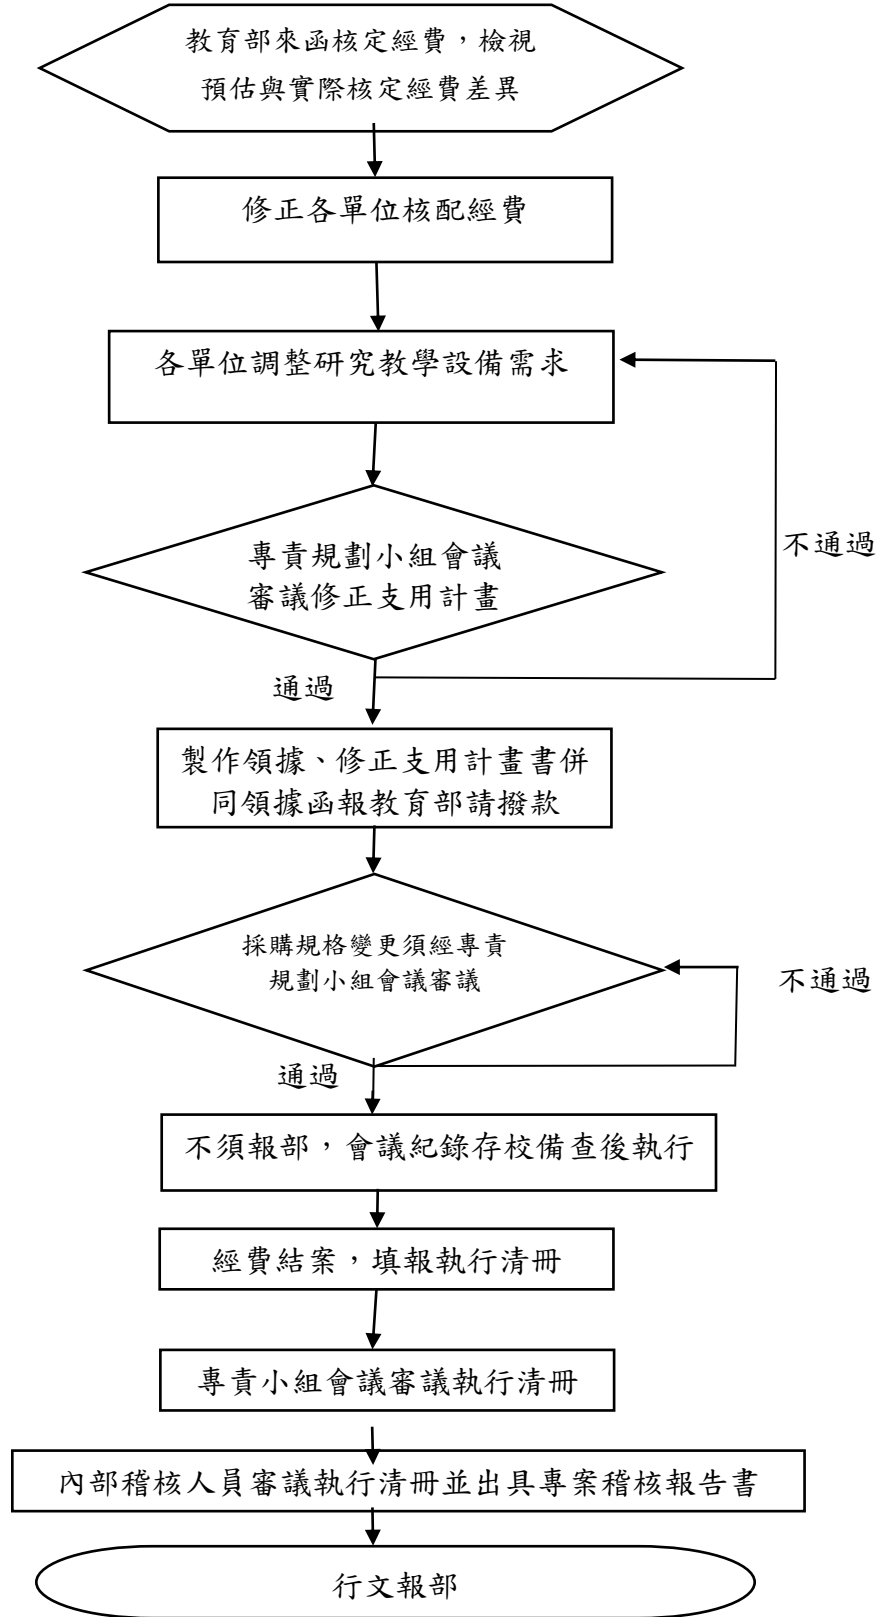 教育部來函核定經費，檢視
預估與實際核定經費差異
修正各單位核配經費
各單位調整研究教學設備需求
不通過
專責規劃小組會議
審議修正支用計畫
通過
製作領據、修正支用計畫書併
同領據函報教育部請撥款
採購規格變更須經專責
規劃小組會議審議
不通過
通過
不須報部，會議紀錄存校備查後執行
經費結案，填報執行清冊
專責小組會議審議執行清冊
內部稽核人員審議執行清冊並出具專案稽核報告書
行文報部